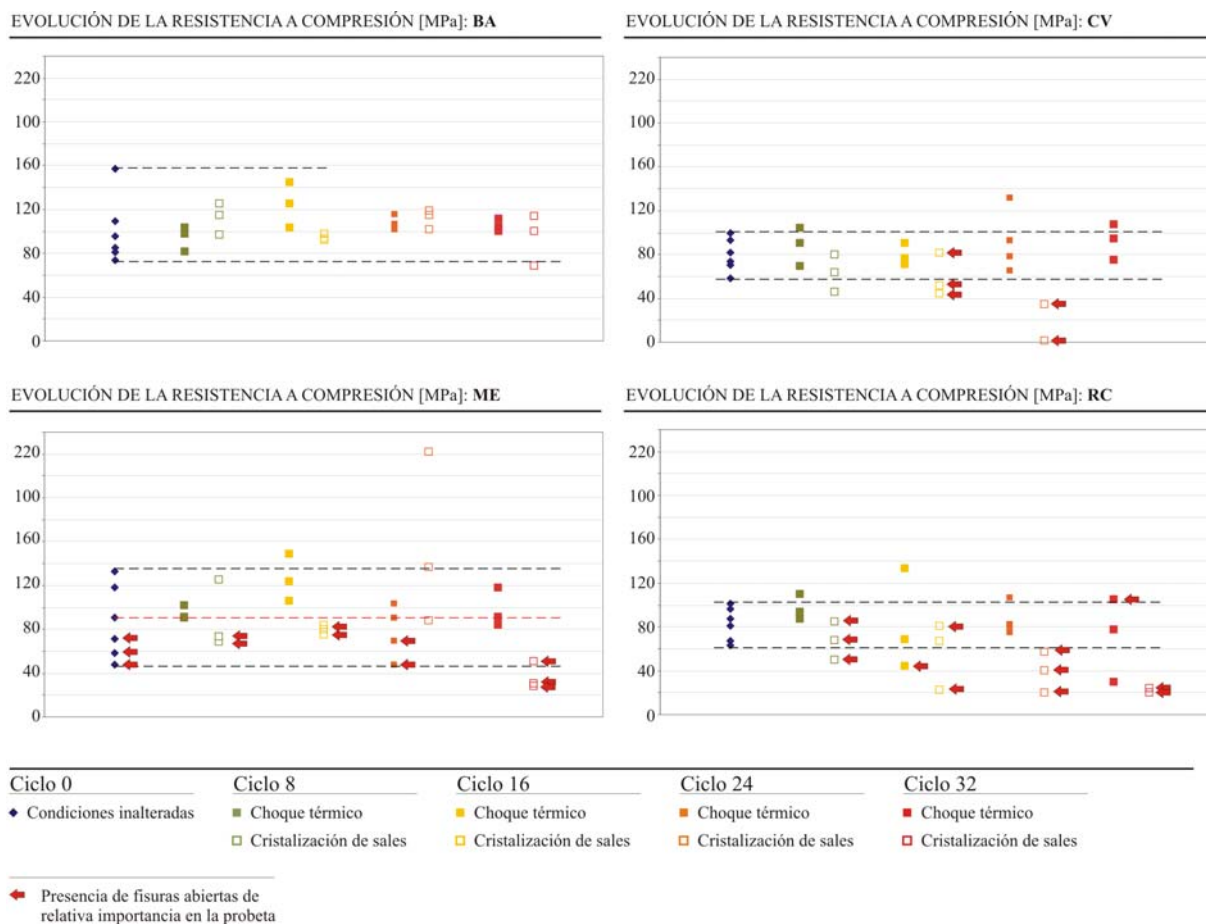 EVOLUCIÓN DE LA RESISTENCIA A COMPRESIÓN [MPa]: BA
220
100
160
120
80
40
0
EVOLUCIÓN DE LA RESISTENCIA A COMPRESIÓN [MPa]: CV
220
100
160
120
80
40
0
EVOLUCIÓN DE LA RESISTENCIA A COMPRESIÓN [MPa]: ME
220
100
160
120
80
40
0
EVOLUCIÓN DE LA RESISTENCIA A COMPRESIÓN [MPa]: RC
220
100
160
120
80
40
0
Ciclo 0
Condiciones inalteradas
Ciclo 8
Choque térmico
Cristalización de sales
Ciclo 16
Choque térmico
Cristalización de sales
Ciclo 24
Choque térmico
Cristalización de sales
Ciclo 32
Choque térmico
Cristalización de sales
Presencia de fisuras abiertas de
relativa importancia en la probeta